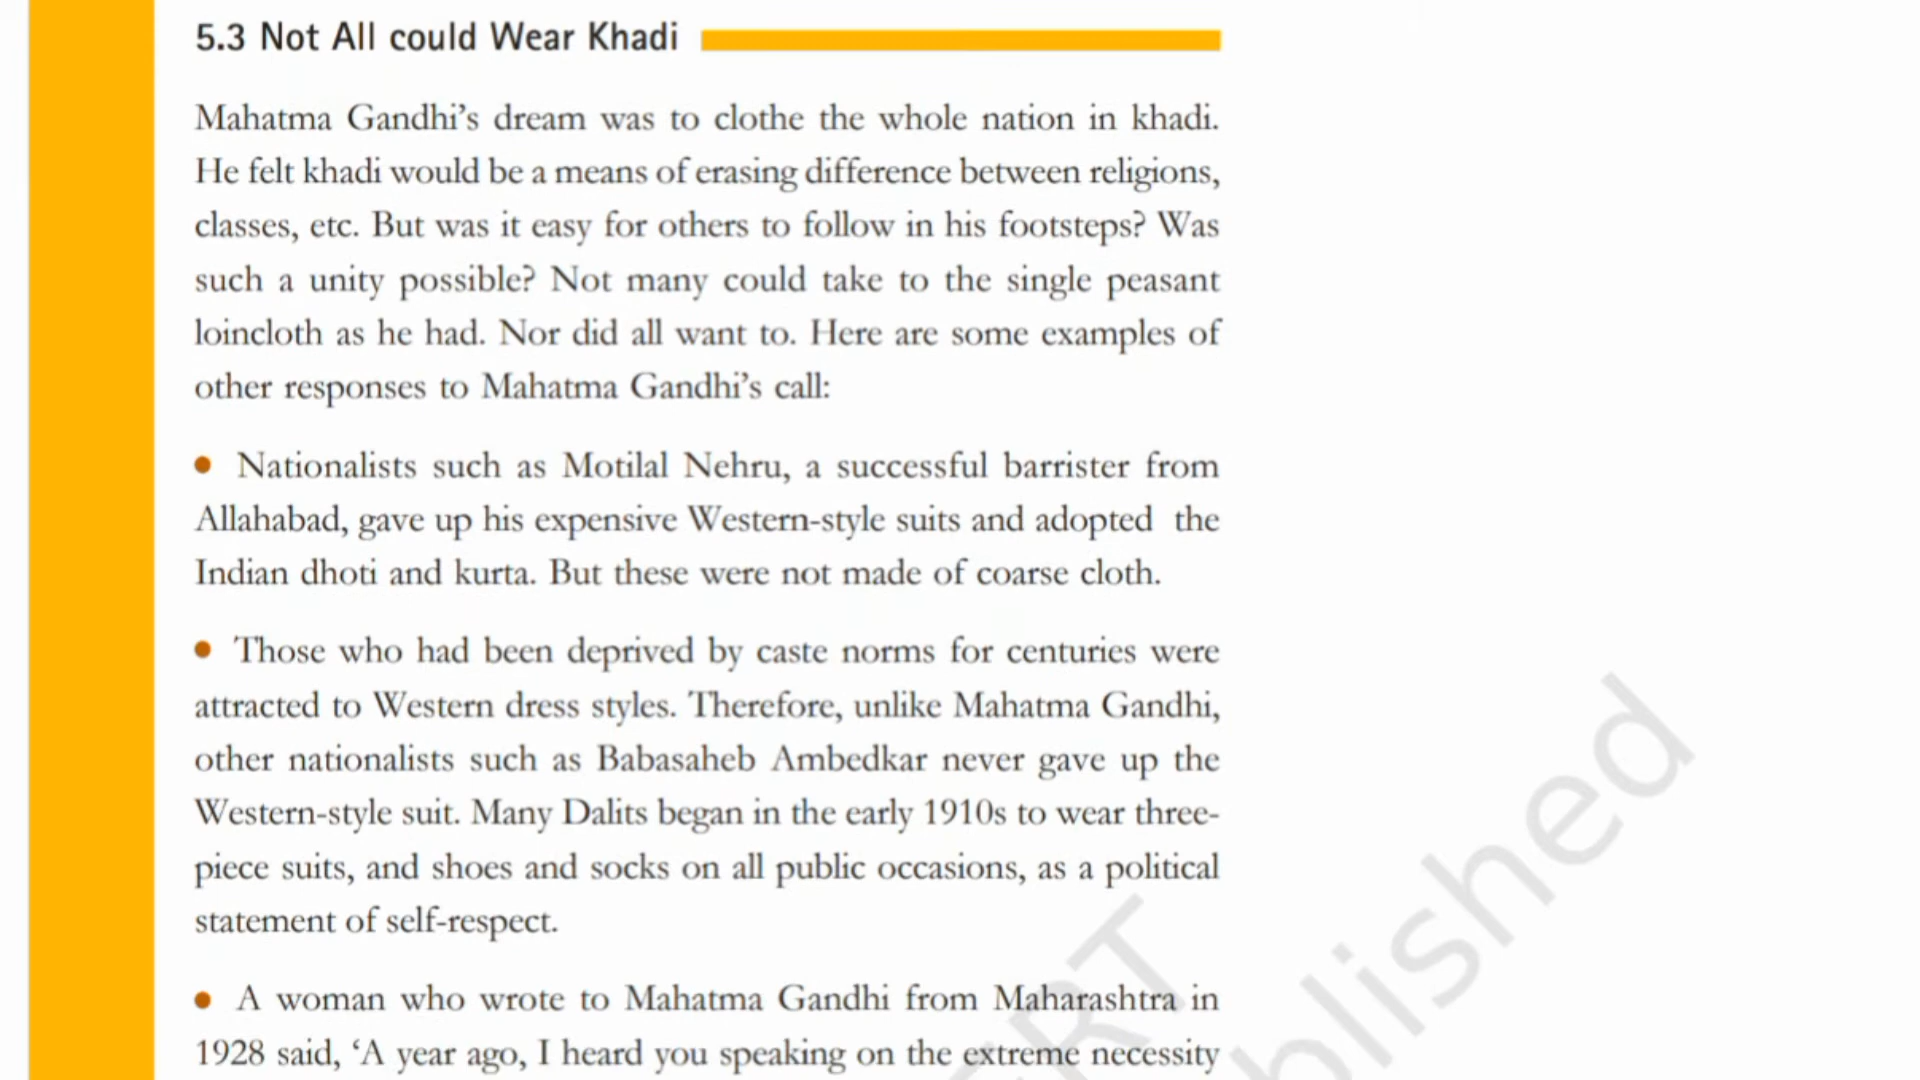 5.3 Not All could Wear Khadi
Mahatma Gandhi’s dream was to clothe the whole nation in khadi.
He felt khadi would be a means of erasing difference between religions,
classes, etc. But was it easy for others to follow in his footsteps? Was
such a unity possible? Not many could take to the single peasant
loincloth as he had. Nor did all want to. Here are some examples of
other responses to Mahatma Gandhi’s call:
● Nationalists such as Motilal Nehru, a successful barrister from
Allahabad, gave up his expensive Western-style suits and adopted the
Indian dhoti and kurta. But these were not made of coarse cloth.
● Those who had been deprived by caste norms for centuries were
attracted to Western dress styles. Therefore, unlike Mahatma Gandhi,
other nationalists such as Babasaheb Ambedkar never gave up the
Western-style suit. Many Dalits began in the early 1910s to wear three-
piece suits, and shoes and socks on all public occasions, as a political
statement of self-respect.
● A woman who wrote to Mahatma Gandhi from Maharashtra in
1928 said, ‘A year ago, I heard you speaking on the extreme necessity